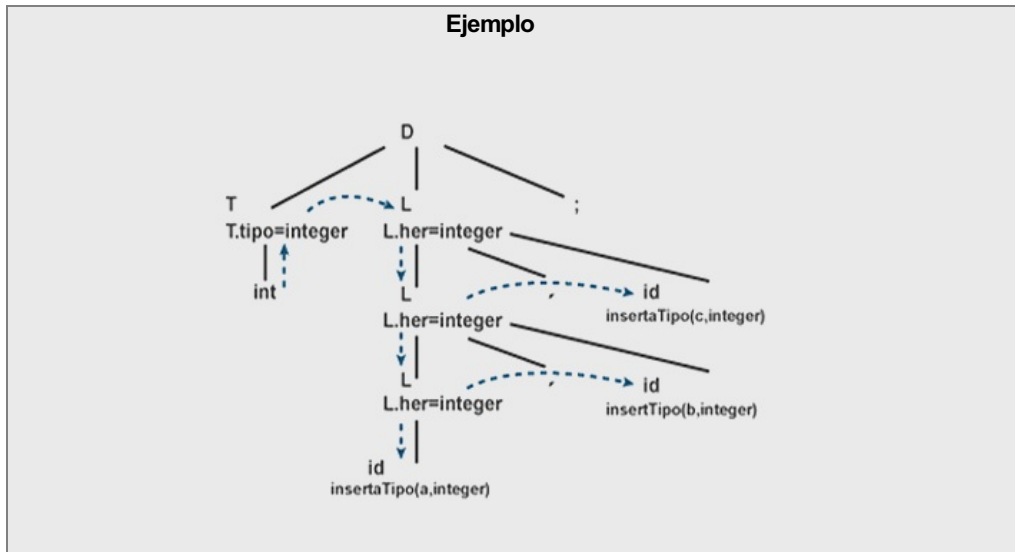 Ejemplo
D
T L ;
T.tipo=integer L.her=integer
int L , id
insertaTipo(c,integer)
L.her=integer
L , id
L.her=integer insertTipo(b,integer)
id
insertaTipo(a,integer)